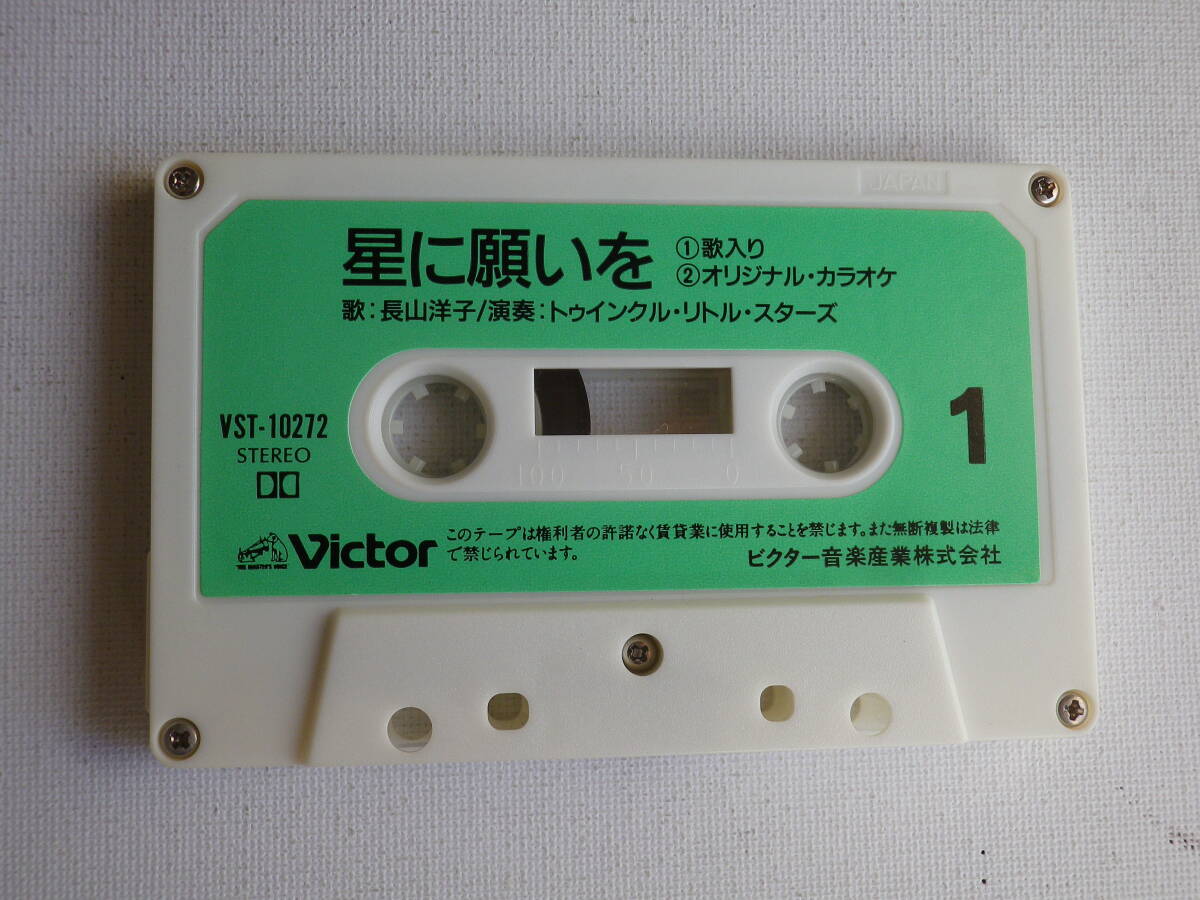 JAPAN
星に願いを
①歌入り
②オリジナル・カラオケ
歌:長山洋子/演奏:トゥインクル・リトル・スターズ
VST-10272
STEREO
1
100 50 0
"HIS MASTER'S VOICE"
Victor
このテープは権利者の許諾なく賃貸業に使用することを禁じます。また無断複製は法律
で禁じられています。
ビクター音楽産業株式会社